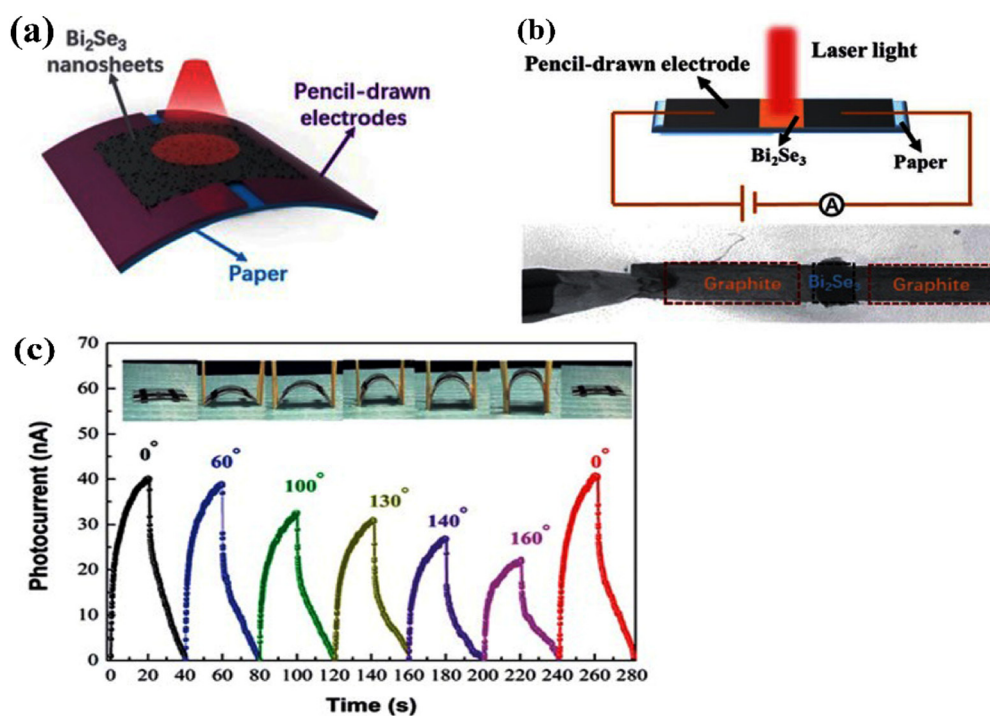 (a)
Bi₂Se₃
nanosheets
Pencil-drawn
electrodes
Paper
(b)
Laser light
Pencil-drawn electrode
Bi₂Se₃
Paper
A
Graphite
Bi₂Se₃
Graphite
(c)
Photocurrent (nA)
70
60
50
40
30
20
10
0
0°
60°
100°
130°
140°
160°
0°
0 20 40 60 80 100 120 140 160 180 200 220 240 260 280
Time (s)